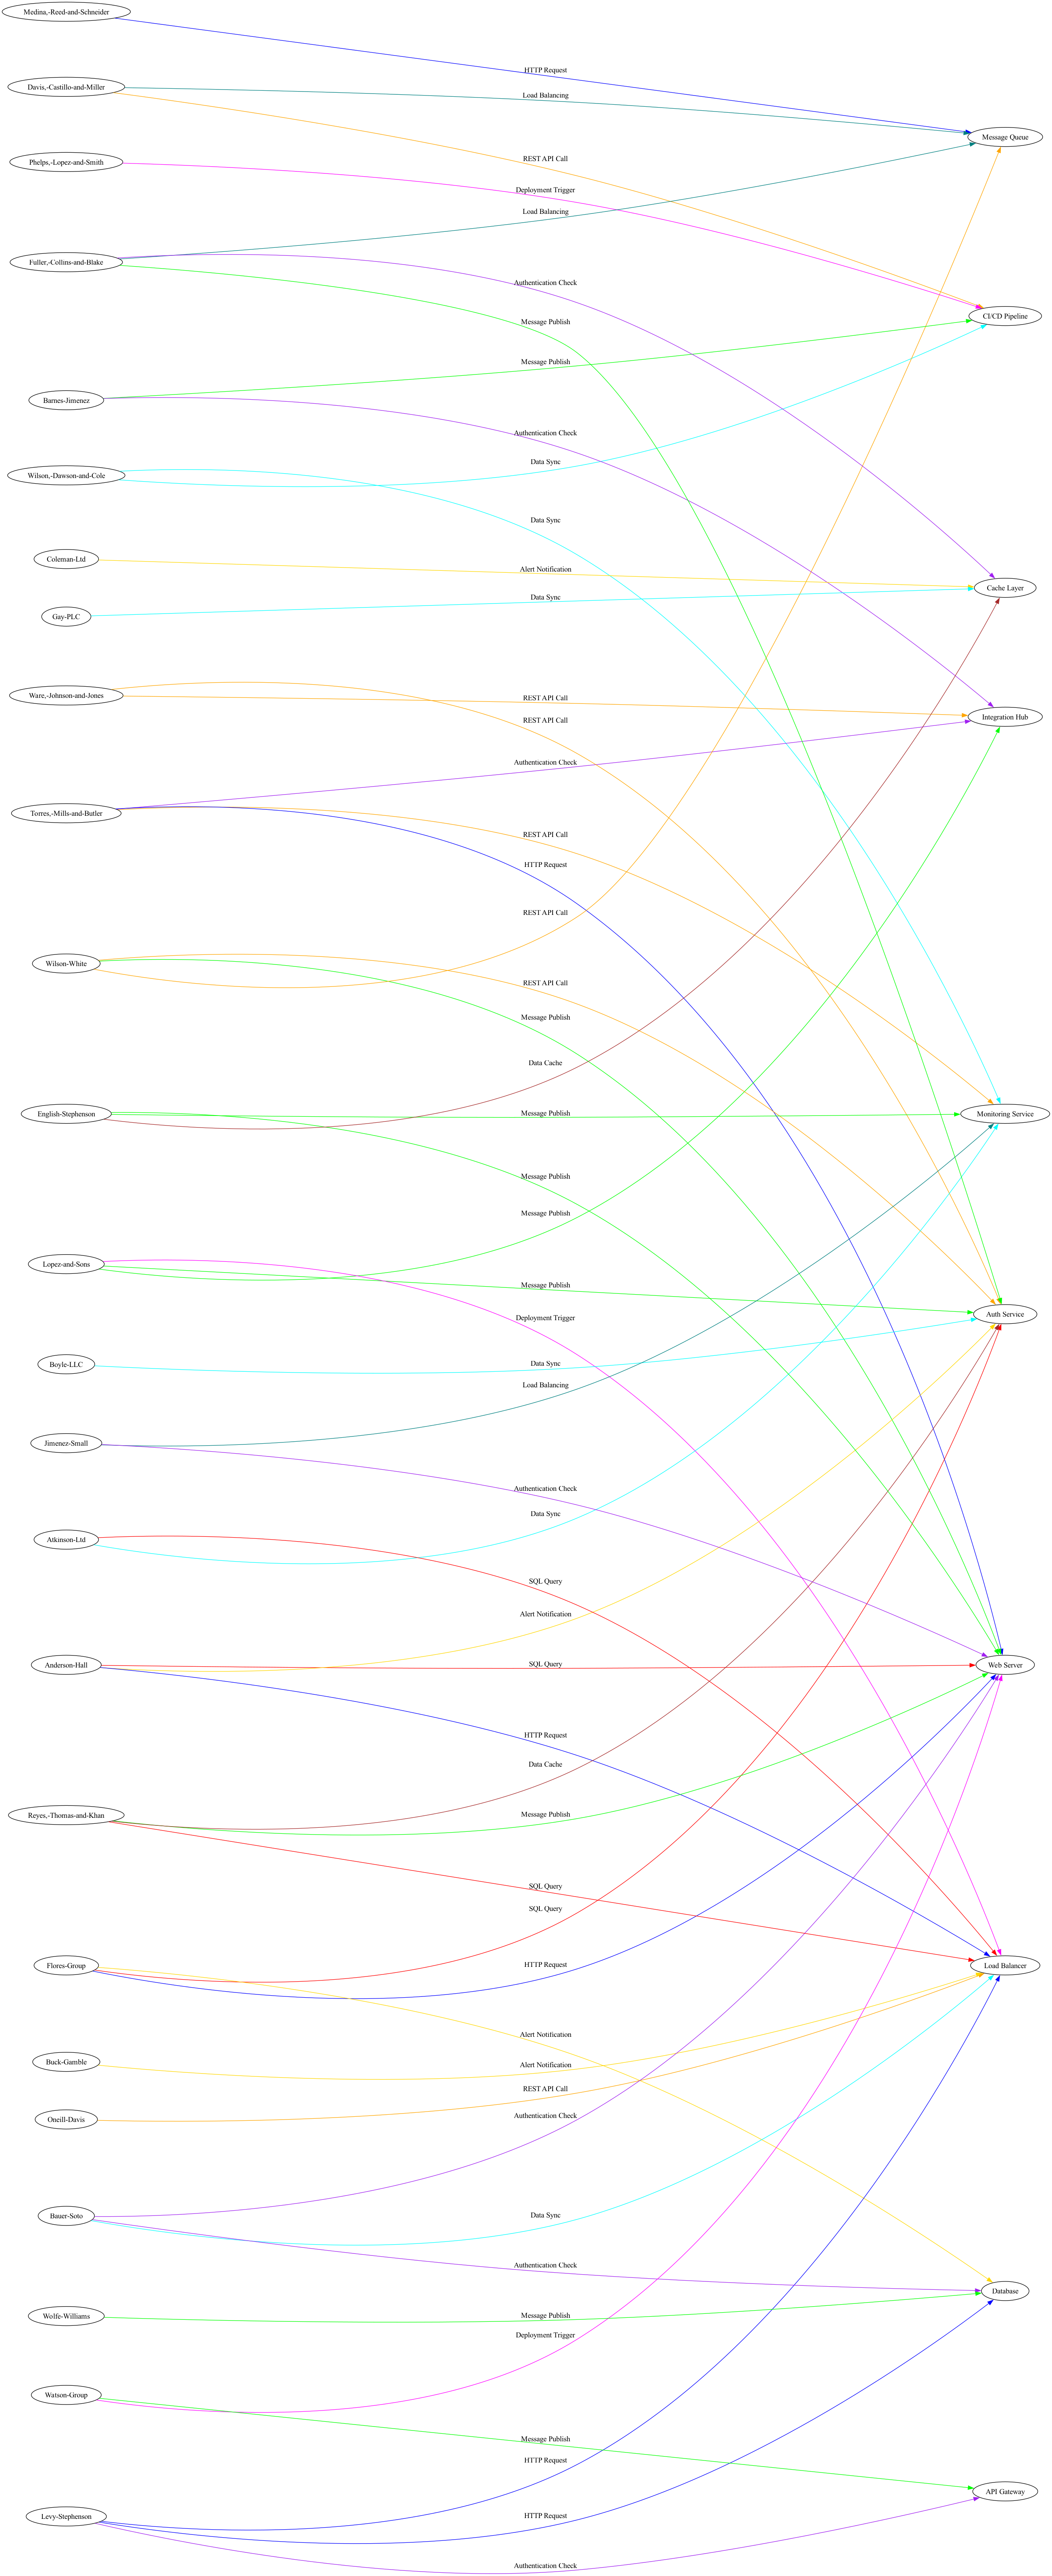 Medina,-Reed-and-Schneider
HTTP Request
Davis,-Castillo-and-Miller
Load Balancing
Message Queue
REST API Call
Phelps,-Lopez-and-Smith
Deployment Trigger
Load Balancing
Fuller,-Collins-and-Blake
Authentication Check
CI/CD Pipeline
Message Publish
Message Publish
Barnes-Jimenez
Authentication Check
Data Sync
Wilson,-Dawson-and-Cole
Data Sync
Coleman-Ltd
Alert Notification
Cache Layer
Data Sync
Gay-PLC
Ware,-Johnson-and-Jones
REST API Call
Integration Hub
REST API Call
Authentication Check
Torres,-Mills-and-Butler
REST API Call
HTTP Request
REST API Call
Wilson-White
REST API Call
Message Publish
Data Cache
English-Stephenson
Message Publish
Monitoring Service
Message Publish
Message Publish
Lopez-and-Sons
Message Publish
Auth Service
Deployment Trigger
Boyle-LLC
Data Sync
Load Balancing
Jimenez-Small
Authentication Check
Data Sync
Atkinson-Ltd
SQL Query
Alert Notification
Anderson-Hall
SQL Query
Web Server
HTTP Request
Data Cache
Reyes,-Thomas-and-Khan
Message Publish
SQL Query
SQL Query
Flores-Group
HTTP Request
Load Balancer
Alert Notification
Buck-Gamble
Alert Notification
REST API Call
Oneill-Davis
Authentication Check
Bauer-Soto
Data Sync
Authentication Check
Database
Wolfe-Williams
Message Publish
Deployment Trigger
Watson-Group
Message Publish
HTTP Request
API Gateway
Levy-Stephenson
HTTP Request
Authentication Check